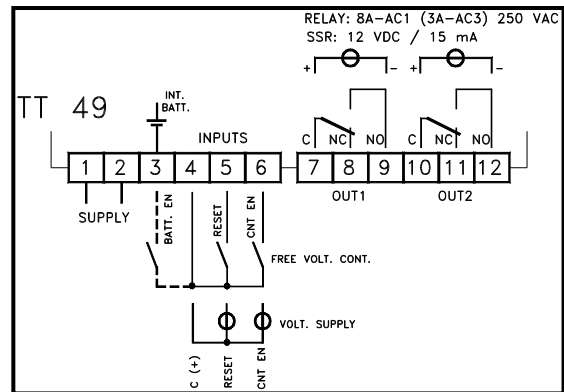 RELAY: 8A-AC1 (3A-AC3) 250 VAC
SSR: 12 VDC / 15 mA
+ - + -
INT.
BATT.
TT 49
INPUTS
C NC NO C NC NO
1 2 3 4 5 6 7 8 9 10 11 12
SUPPLY
OUT1 OUT2
BATT. EN
RESET
CNT EN
FREE VOLT. CONT.
VOLT. SUPPLY
C (+)
RESET
CNT EN